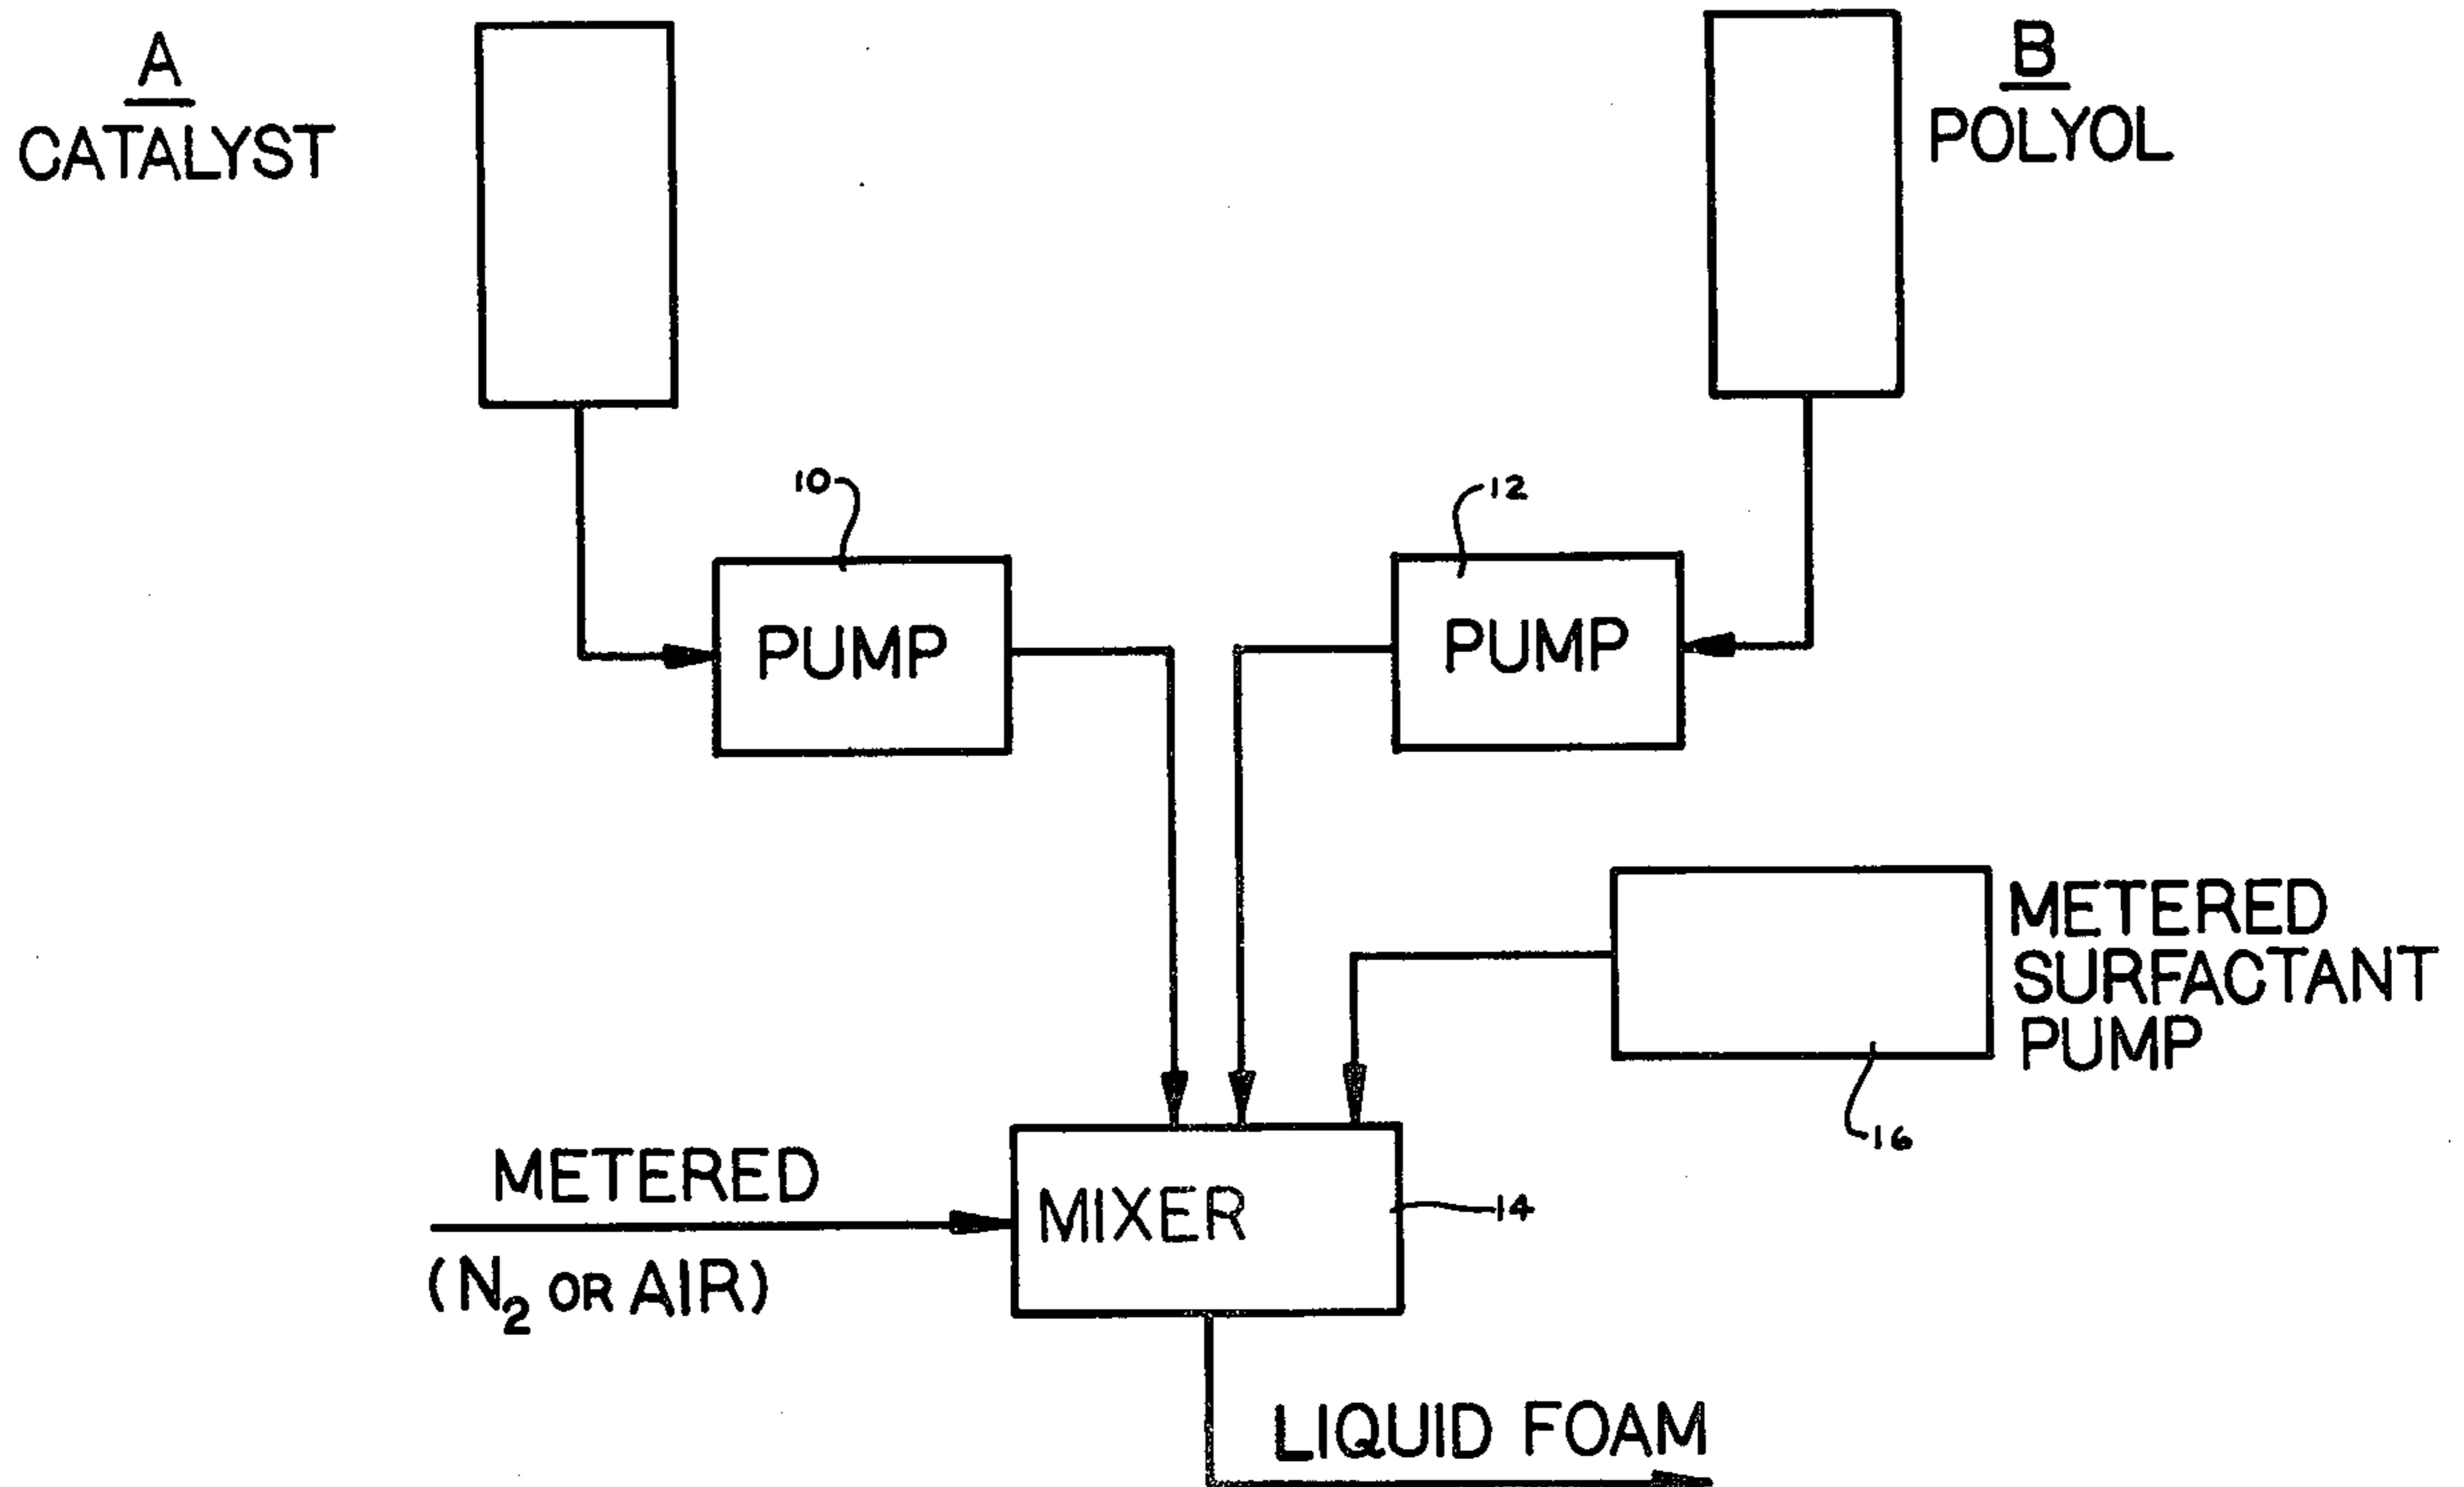 A
CATALYST
B
POLYOL
10
12
PUMP
PUMP
METERED
SURFACTANT
PUMP
16
METERED
(N₂ OR AIR)
MIXER
14
LIQUID FOAM